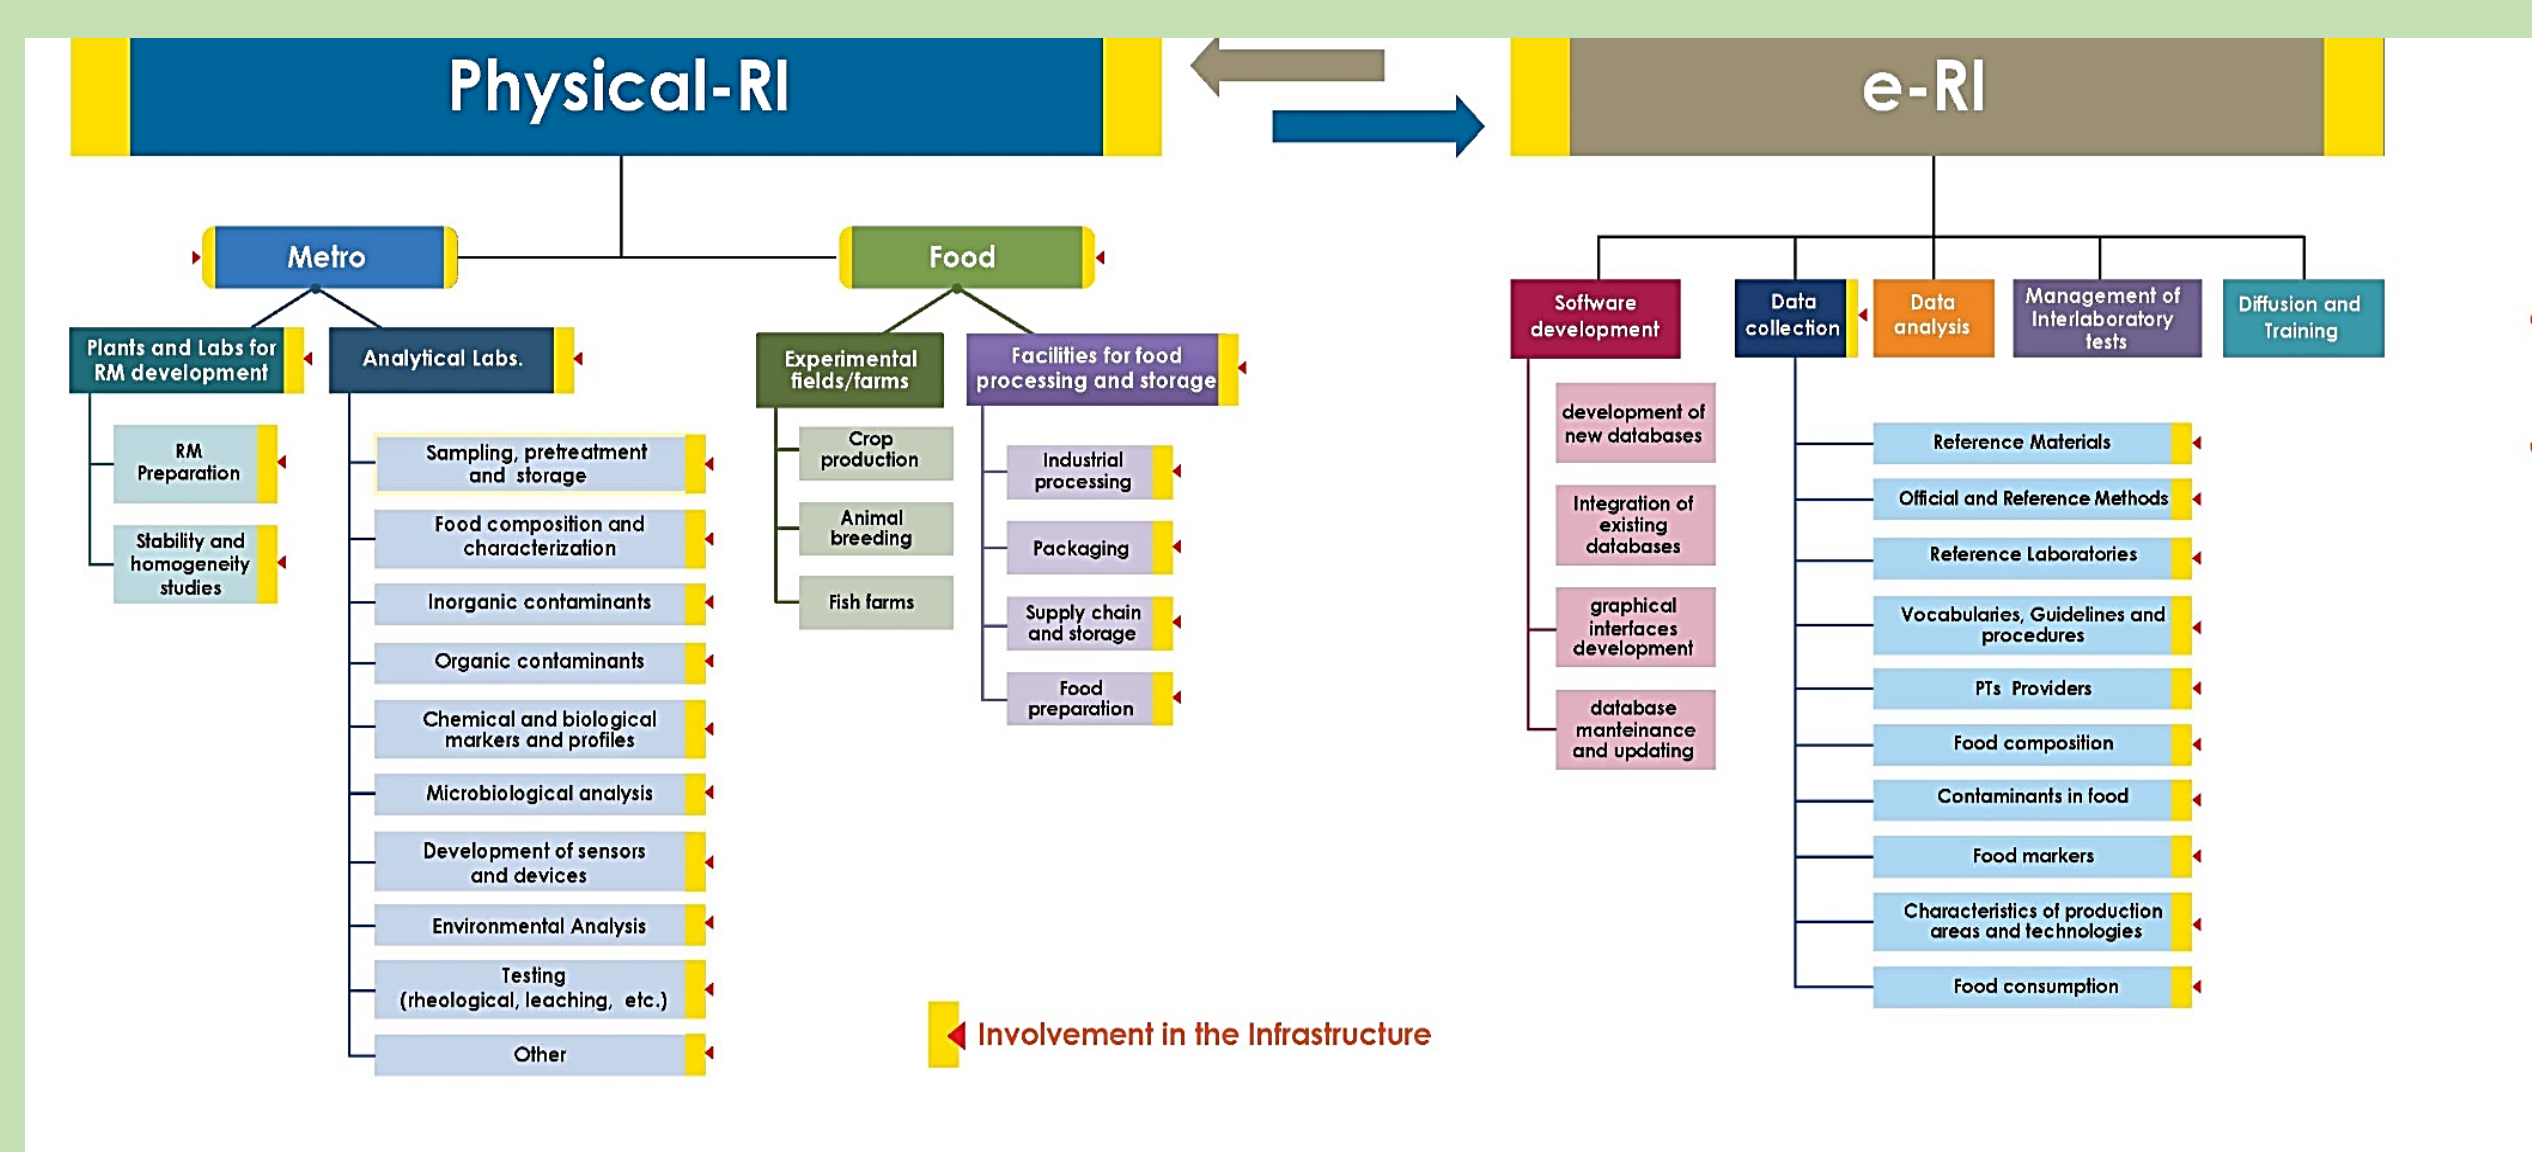 Physical-RI
e-RI
Metro
Food
Plants and Labs for
RM development
Analytical Labs.
Experimental
fields/farms
Facilities for food
processing and storage
Software
development
Data
collection
Data
analysis
Management of
Interlaboratory
tests
Diffusion and
Training
RM
Preparation
Stability and
homogeneity
studies
Sampling, pretreatment
and storage
Food composition and
characterization
Inorganic contaminants
Organic contaminants
Chemical and biological
markers and profiles
Microbiological analysis
Development of sensors
and devices
Environmental Analysis
Testing
(rheological, leaching, etc.)
Other
Crop
production
Animal
breeding
Fish farms
Industrial
processing
Packaging
Supply chain
and storage
Food
preparation
development of
new databases
Integration of
existing
databases
graphical
interfaces
development
database
manteinance
and updating
Reference Materials
Official and Reference Methods
Reference Laboratories
Vocabularies, Guidelines and
procedures
PTs Providers
Food composition
Contaminants in food
Food markers
Characteristics of production
areas and technologies
Food consumption
Involvement in the Infrastructure